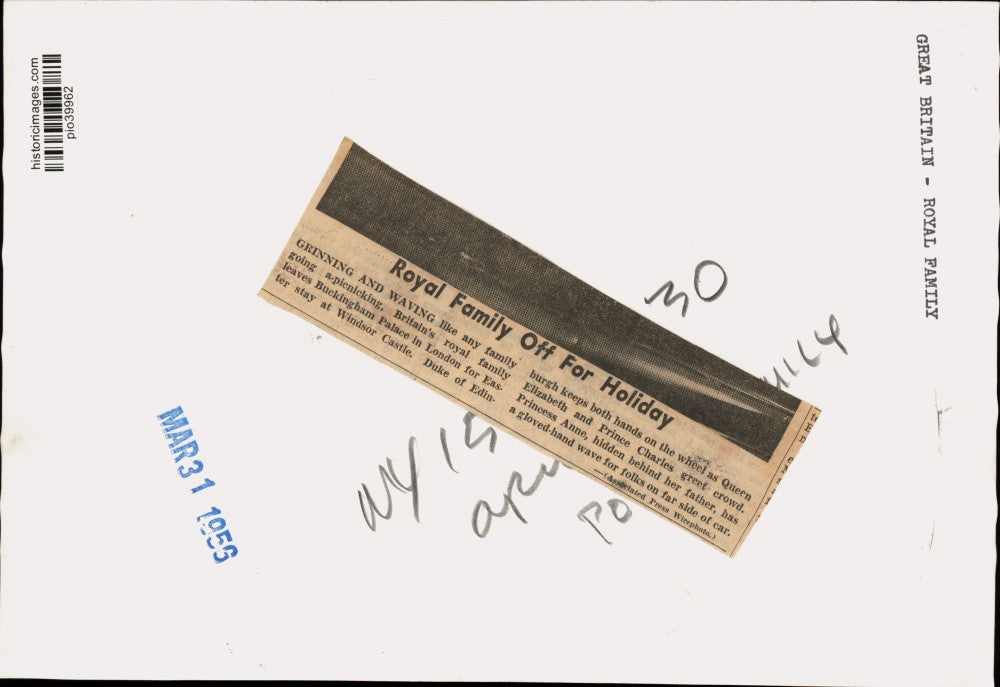 historicimages.com
pio39962
GREAT BRITAIN - ROYAL FAMILY
30
Royal Family Off For Holiday
GRINNING AND WAVING like any family
going a-picnicking, Britain's royal family
leaves Buckingham Palace in London for Eas-
ter stay at Windsor Castle. Duke of Edin-
burgh keeps both hands on the wheel as Queen
Elizabeth and Prince Charles greet crowd.
Princess Anne, hidden behind her father, has
a gloved-hand wave for folks on far side of car.
—(Associated Press Wirephoto.)
MAR 31 1956
NY 19
PO